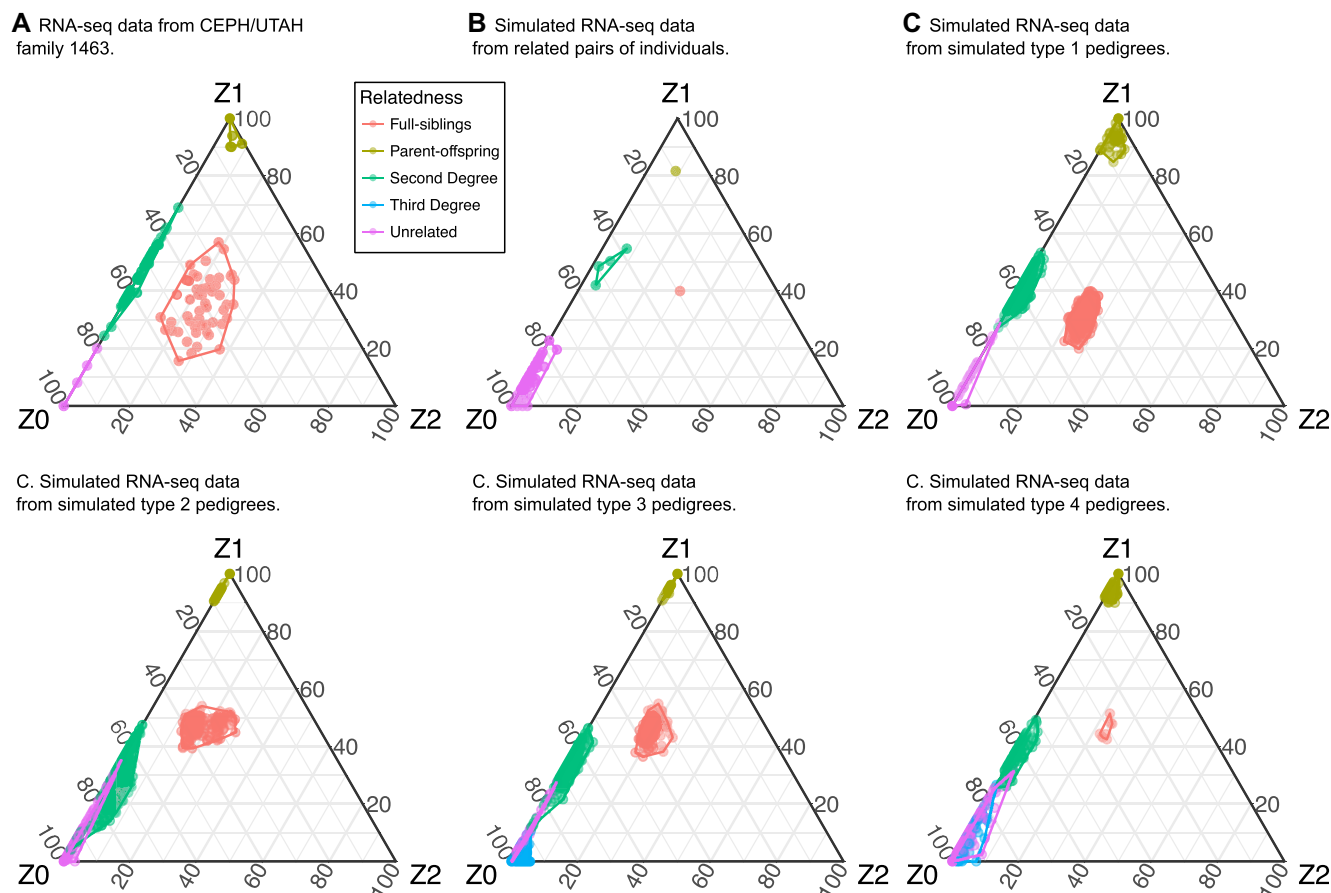 A RNA-seq data from CEPH/UTAH
family 1463.
B Simulated RNA-seq data
from related pairs of individuals.
C Simulated RNA-seq data
from simulated type 1 pedigrees.
Relatedness
Full-siblings
Parent-offspring
Second Degree
Third Degree
Unrelated
Z1
100
80
60
40
20
20
40
60
80
100
Z0
20
40
60
80
100
Z2
Z1
100
80
60
40
20
20
40
60
80
100
Z0
20
40
60
80
100
Z2
Z1
100
80
60
40
20
20
40
60
80
100
Z0
20
40
60
80
100
Z2
C. Simulated RNA-seq data
from simulated type 2 pedigrees.
C. Simulated RNA-seq data
from simulated type 3 pedigrees.
C. Simulated RNA-seq data
from simulated type 4 pedigrees.
Z1
100
80
60
40
20
20
40
60
80
100
Z0
20
40
60
80
100
Z2
Z1
100
80
60
40
20
20
40
60
80
100
Z0
20
40
60
80
100
Z2
Z1
100
80
60
40
20
20
40
60
80
100
Z0
20
40
60
80
100
Z2